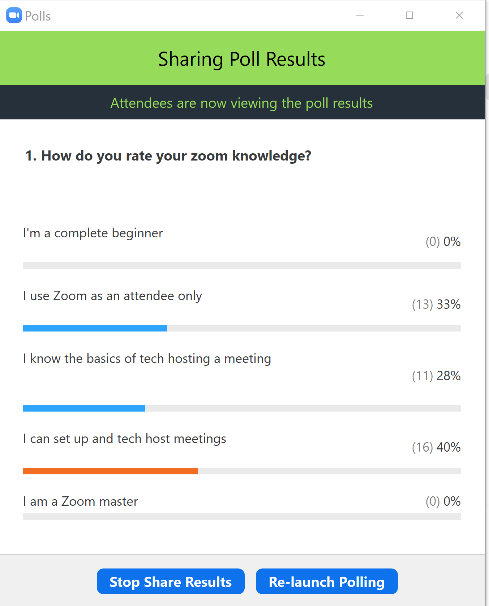 Polls
Sharing Poll Results
Attendees are now viewing the poll results
1. How do you rate your zoom knowledge?
I'm a complete beginner
(0) 0%
I use Zoom as an attendee only
(13) 33%
I know the basics of tech hosting a meeting
(11) 28%
I can set up and tech host meetings
(16) 40%
I am a Zoom master (0) 0%
Stop Share Results Re-launch Polling